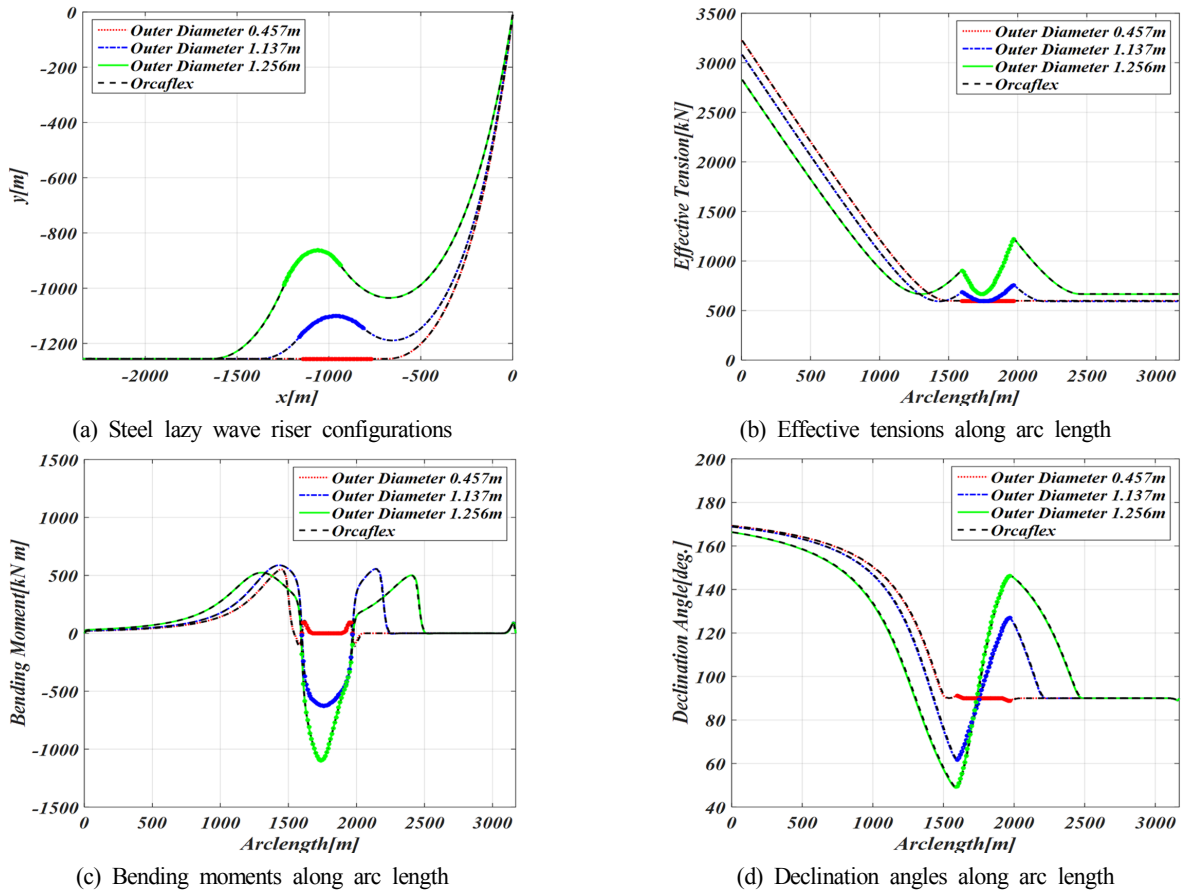 0
-200
-400
-600
-800
-1000
-1200
y[m]
Outer Diameter 0.457m
Outer Diameter 1.137m
Outer Diameter 1.256m
Orcaflex
-2000 -1500 -1000 -500 0
x[m]
(a) Steel lazy wave riser configurations
3500
3000
2500
2000
1500
1000
500
0
Effective Tension[kN]
Outer Diameter 0.457m
Outer Diameter 1.137m
Outer Diameter 1.256m
Orcaflex
0 500 1000 1500 2000 2500 3000
Arclength[m]
(b) Effective tensions along arc length
1500
1000
500
0
-500
-1000
-1500
Bending Moment[kN m]
Outer Diameter 0.457m
Outer Diameter 1.137m
Outer Diameter 1.256m
Orcaflex
0 500 1000 1500 2000 2500 3000
Arclength[m]
(c) Bending moments along arc length
200
180
160
140
120
100
80
60
40
Declination Angle[deg.]
Outer Diameter 0.457m
Outer Diameter 1.137m
Outer Diameter 1.256m
Orcaflex
0 500 1000 1500 2000 2500 3000
Arclength[m]
(d) Declination angles along arc length